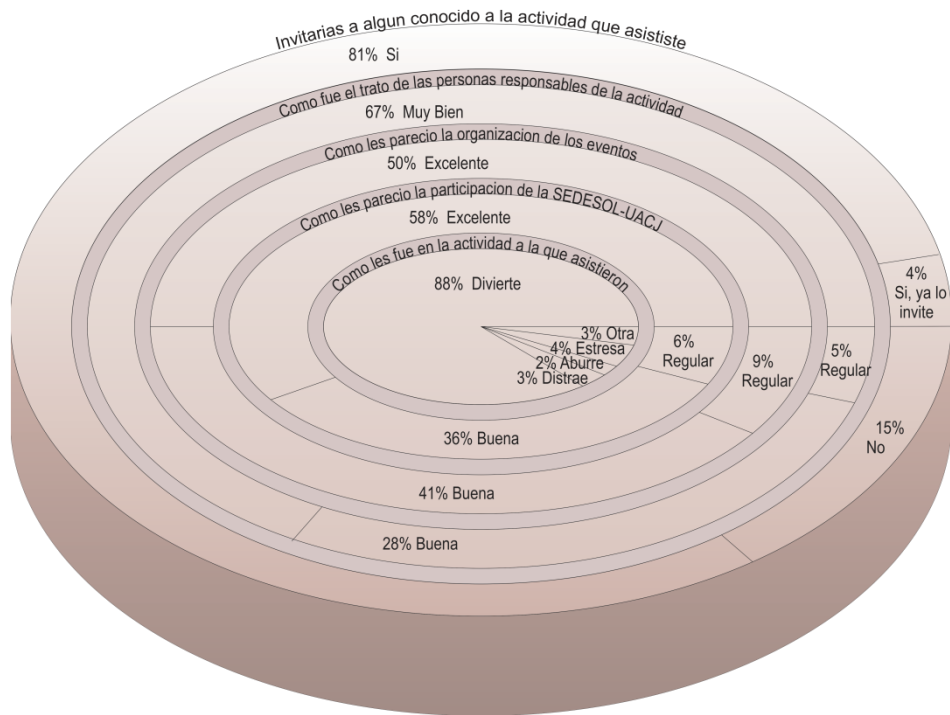 Invitarias a algun conocido a la actividad que asististe
81% Si
Como fue el trato de las personas responsables de la actividad
67% Muy Bien
Como les parecio la organizacion de los eventos
50% Excelente
Como les parecio la participacion de la SEDESOL-UACJ
58% Excelente
Como les fue en la actividad a la que asistieron
88% Divierte
3% Otra
4% Estresa
2% Aburre
3% Distrae
6%
Regular
9%
Regular
5%
Regular
4%
Si, ya lo
invite
15%
No
36% Buena
41% Buena
28% Buena